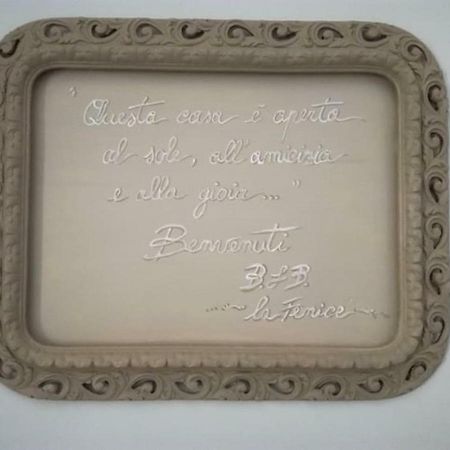 "Questa casa è aperta
al sole, all'amicizia
e alla gioia..."
Benvenuti
B&B
~ la Fenice ~